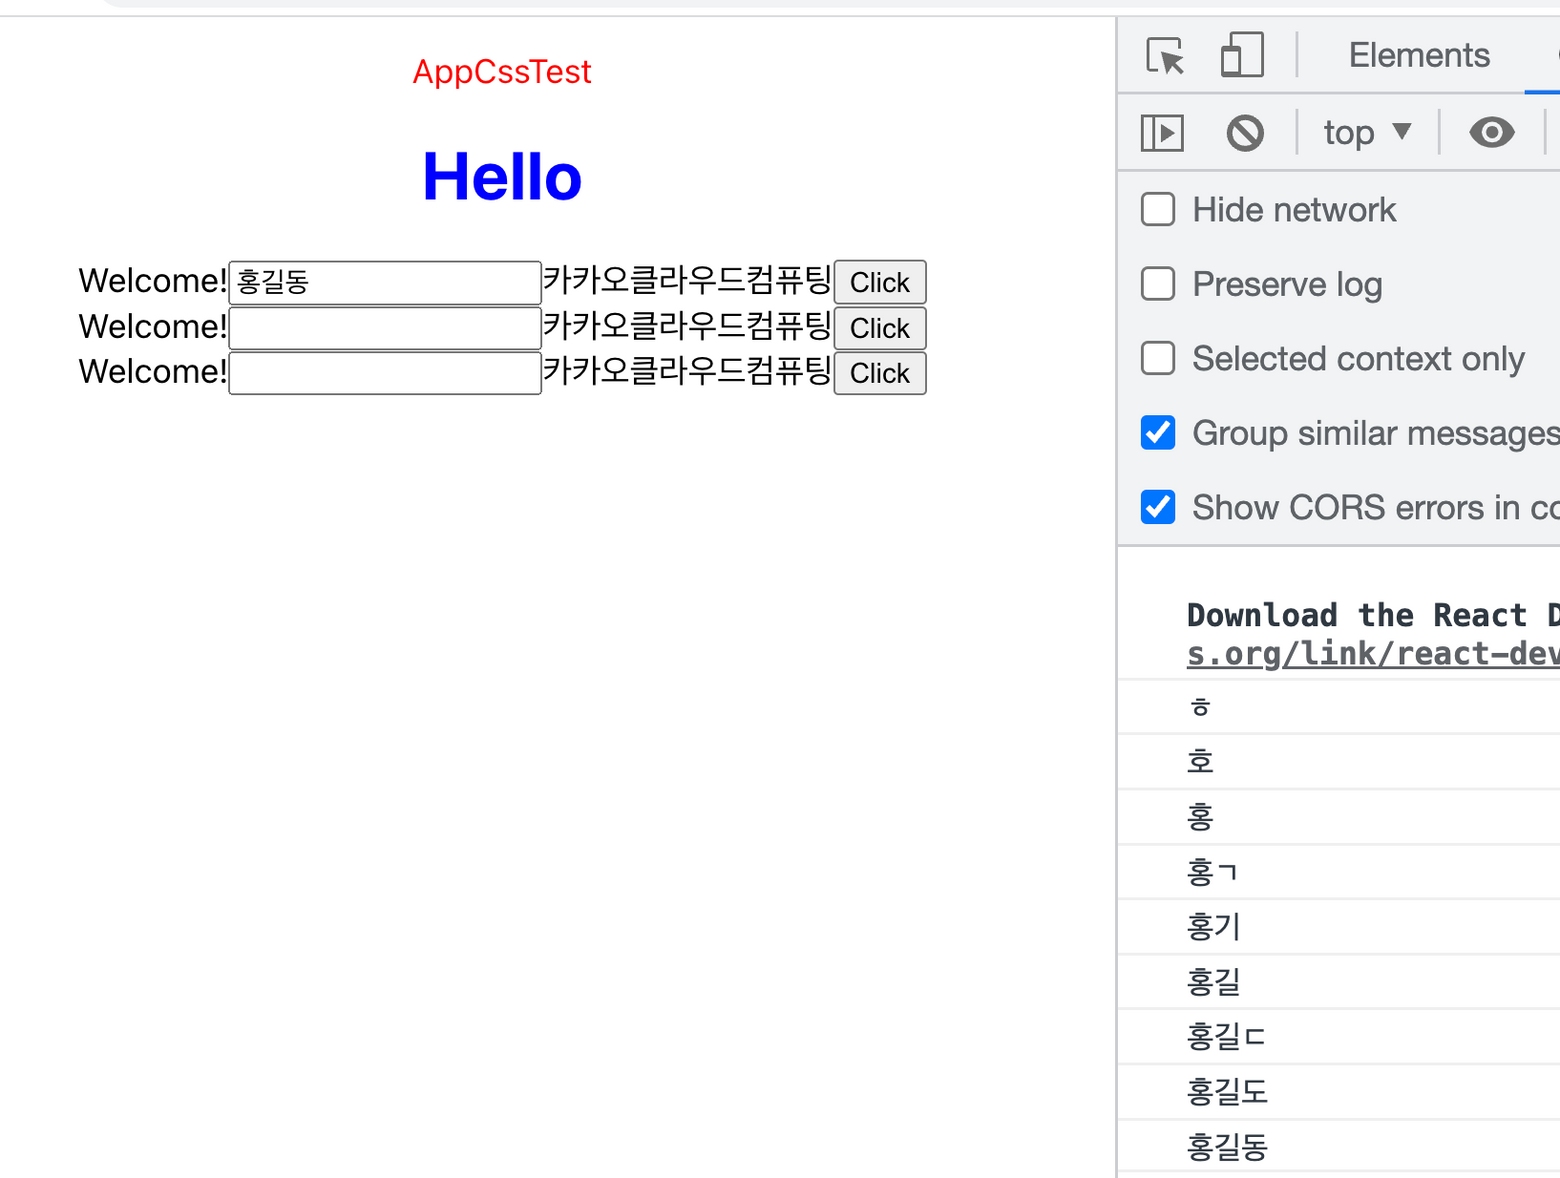 AppCssTest
Hello
Welcome! 홍길동 카카오클라우드컴퓨팅 Click
Welcome! 카카오클라우드컴퓨팅 Click
Welcome! 카카오클라우드컴퓨팅 Click
Elements
top
Hide network
Preserve log
Selected context only
Group similar messages
Show CORS errors in co
Download the React D
s.org/link/react-dev
ㅎ
호
홍
홍ㄱ
홍기
홍길
홍길ㄷ
홍길도
홍길동